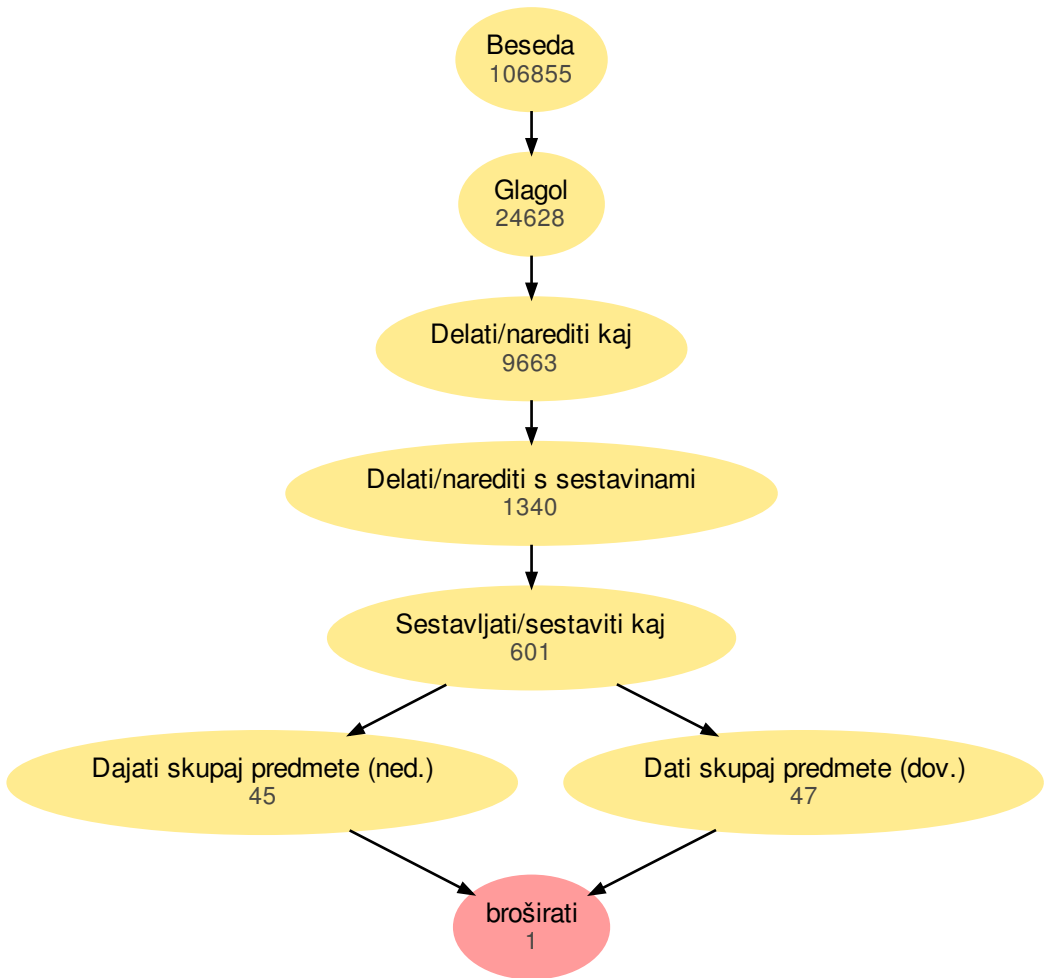 Beseda
106855
Glagol
24628
Delati/narediti kaj
9663
Delati/narediti s sestavinami
1340
Sestavljati/sestaviti kaj
601
Dajati skupaj predmete (ned.)
45
Dati skupaj predmete (dov.)
47
broširati
1